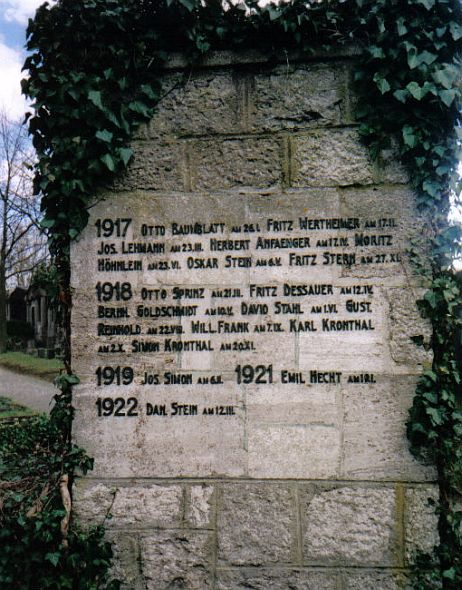 1917 OTTO BAUMBLATT AM 26.I. FRITZ WERTHEIMER AM 17.II.
JOS. LEHMANN AM 23.III. HERBERT ANFAENGER AM 17.IV. MORITZ
HÖHNLEIN AM 23.VI. OSKAR STEIN AM 6.V. FRITZ STERN AM 27.XI.
1918 OTTO SPRINZ AM 21.III. FRITZ DESSAUER AM 12.IV.
BERNH. GOLDSCHMIDT AM 10.V. DAVID STAHL AM 1.VI. GUST.
REINHOLD AM 22.VIII. WILL.FRANK AM 7.IX. KARL KRONTHAL
AM 2.X. SIMON KRONTHAL AM 20.XI.
1919 JOS. SIMON AM 6.II. 1921 EMIL HECHT AM 19.I.
1922 DAN. STEIN AM 12.III.